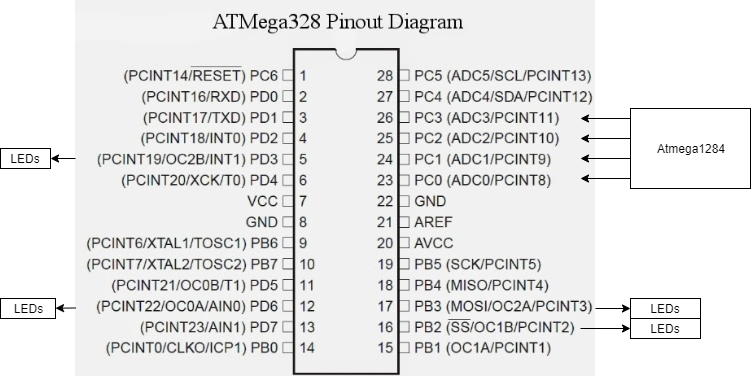 ATMega328 Pinout Diagram
(PCINT14/RESET) PC6 1 28 PC5 (ADC5/SCL/PCINT13)
(PCINT16/RXD) PD0 2 27 PC4 (ADC4/SDA/PCINT12)
(PCINT17/TXD) PD1 3 26 PC3 (ADC3/PCINT11)
(PCINT18/INT0) PD2 4 25 PC2 (ADC2/PCINT10)
Atmega1284
LEDs (PCINT19/OC2B/INT1) PD3 5 24 PC1 (ADC1/PCINT9)
(PCINT20/XCK/T0) PD4 6 23 PC0 (ADC0/PCINT8)
VCC 7 22 GND
GND 8 21 AREF
(PCINT6/XTAL1/TOSC1) PB6 9 20 AVCC
(PCINT7/XTAL2/TOSC2) PB7 10 19 PB5 (SCK/PCINT5)
(PCINT21/OC0B/T1) PD5 11 18 PB4 (MISO/PCINT4)
LEDs (PCINT22/OC0A/AIN0) PD6 12 17 PB3 (MOSI/OC2A/PCINT3) LEDs
(PCINT23/AIN1) PD7 13 16 PB2 (SS/OC1B/PCINT2) LEDs
(PCINT0/CLKO/ICP1) PB0 14 15 PB1 (OC1A/PCINT1)